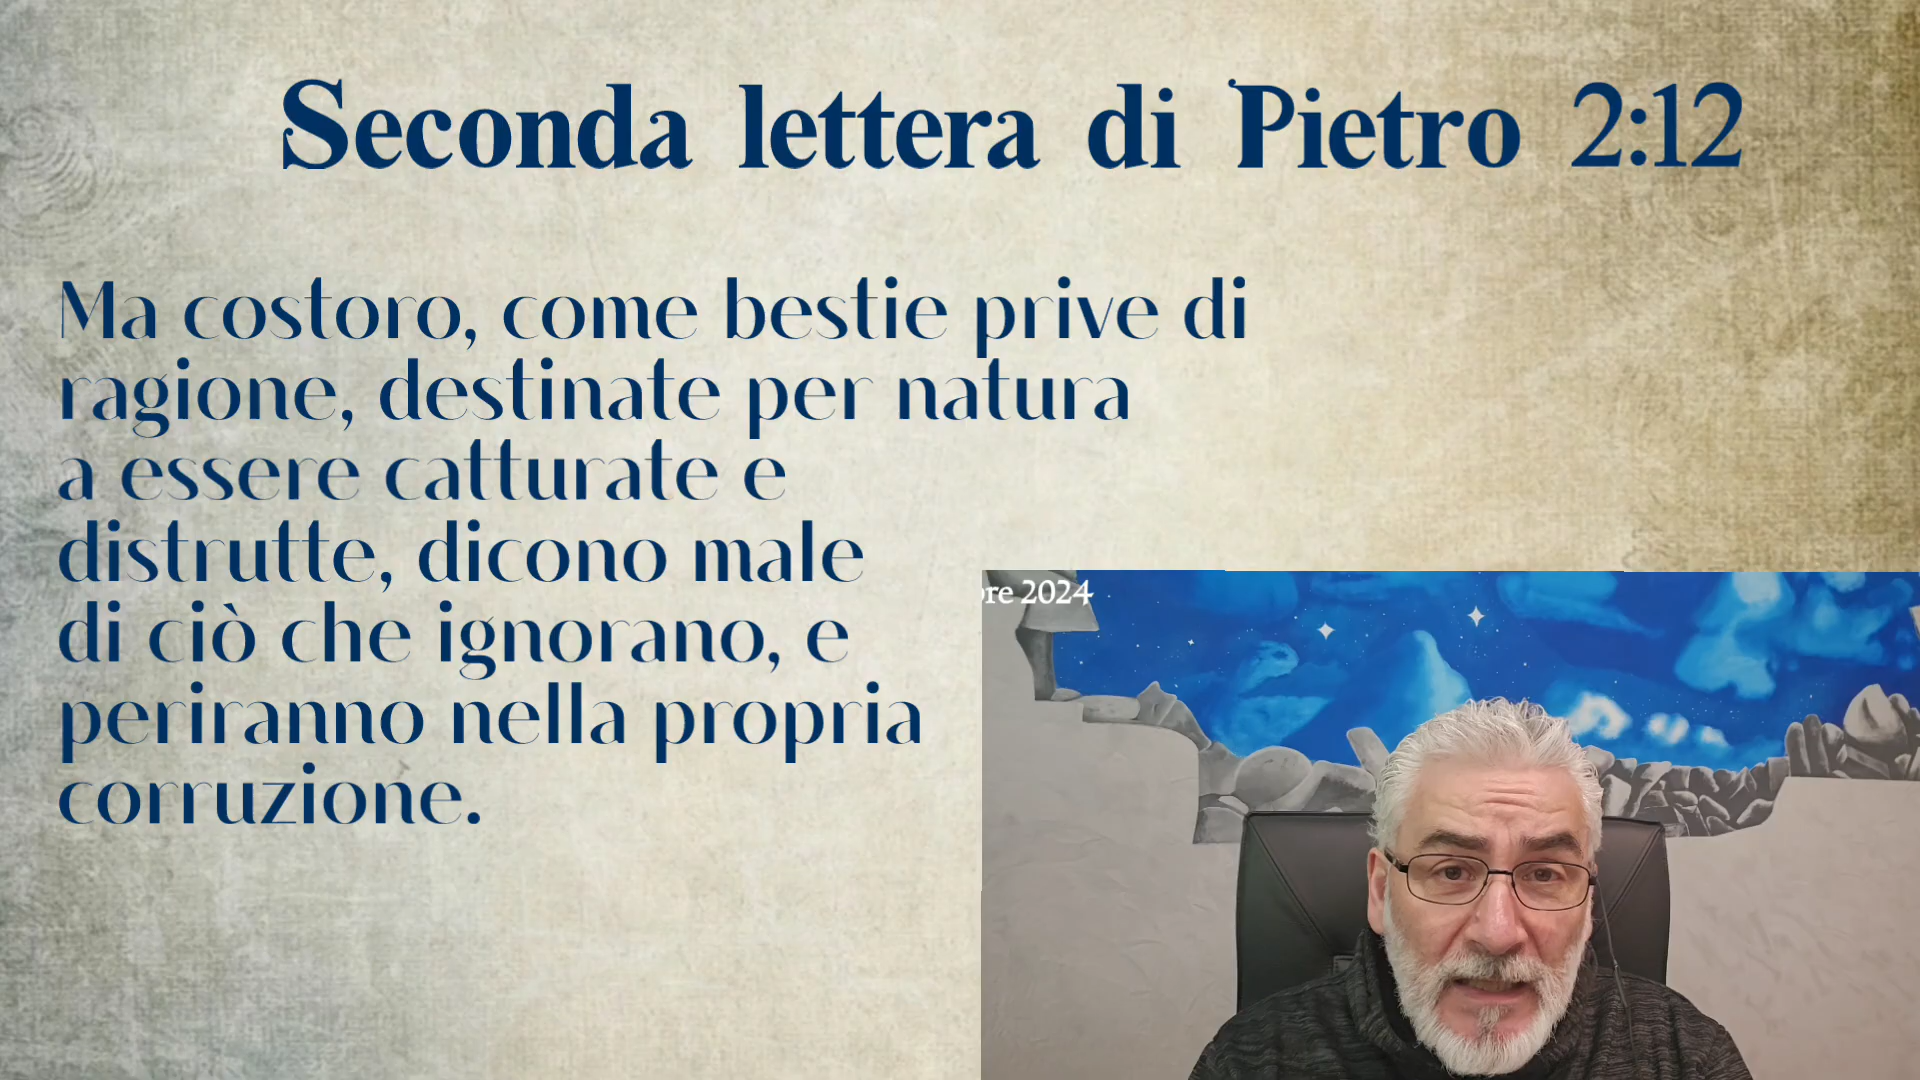 Seconda lettera di Pietro 2:12
Ma costoro, come bestie prive di
ragione, destinate per natura
a essere catturate e
distrutte, dicono male
di ciò che ignorano, e
periranno nella propria
corruzione.
2024